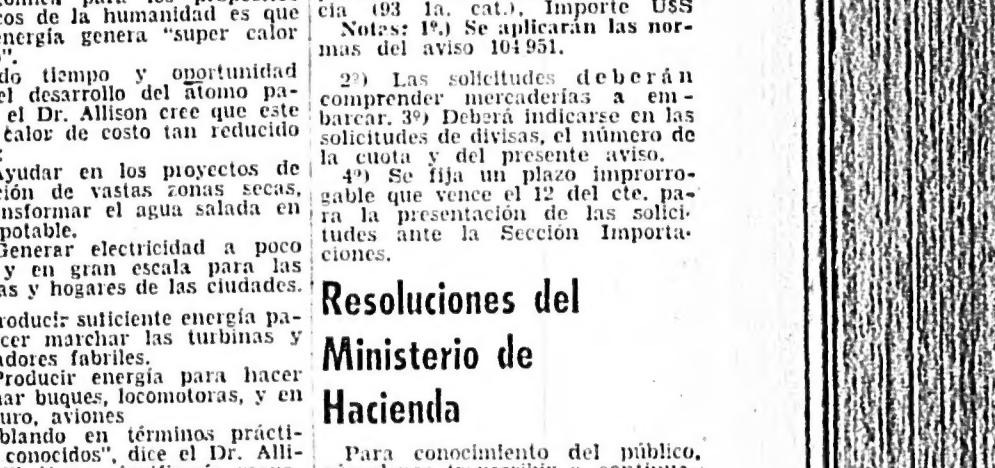 cos de la humanidad es que
energía genera "super calor
".
do tiempo y oportunidad
el desarrollo del átomo pa-
el Dr. Allison cree que este
calor de costo tan reducido
:
Ayudar en los proyectos de
ción de vastas zonas secas,
nsformar el agua salada en
potable.
Generar electricidad a poco
y en gran escala para las
as y hogares de las ciudades.
roducir suficiente energía pa-
cer marchar las turbinas y
adores fabriles.
Producir energía para hacer
nar buques, locomotoras, y en
uro, aviones
blando en términos prácti-
conocidos", dice el Dr. Alli-
cia (93 1a. cat.), Importe U$S
Notas: 1º.) Se aplicarán las nor-
mas del aviso 104 951.
2º) Las solicitudes deberán
comprender mercaderías a em-
barcar. 3º) Deberá indicarse en las
solicitudes de divisas, el número de
la cuota y del presente aviso.
4º) Se fija un plazo improrro-
gable que vence el 12 del cte. pa-
ra la presentación de las solici-
tudes ante la Sección Importa-
ciones.
Resoluciones del
Ministerio de
Hacienda
Para conocimiento del público,